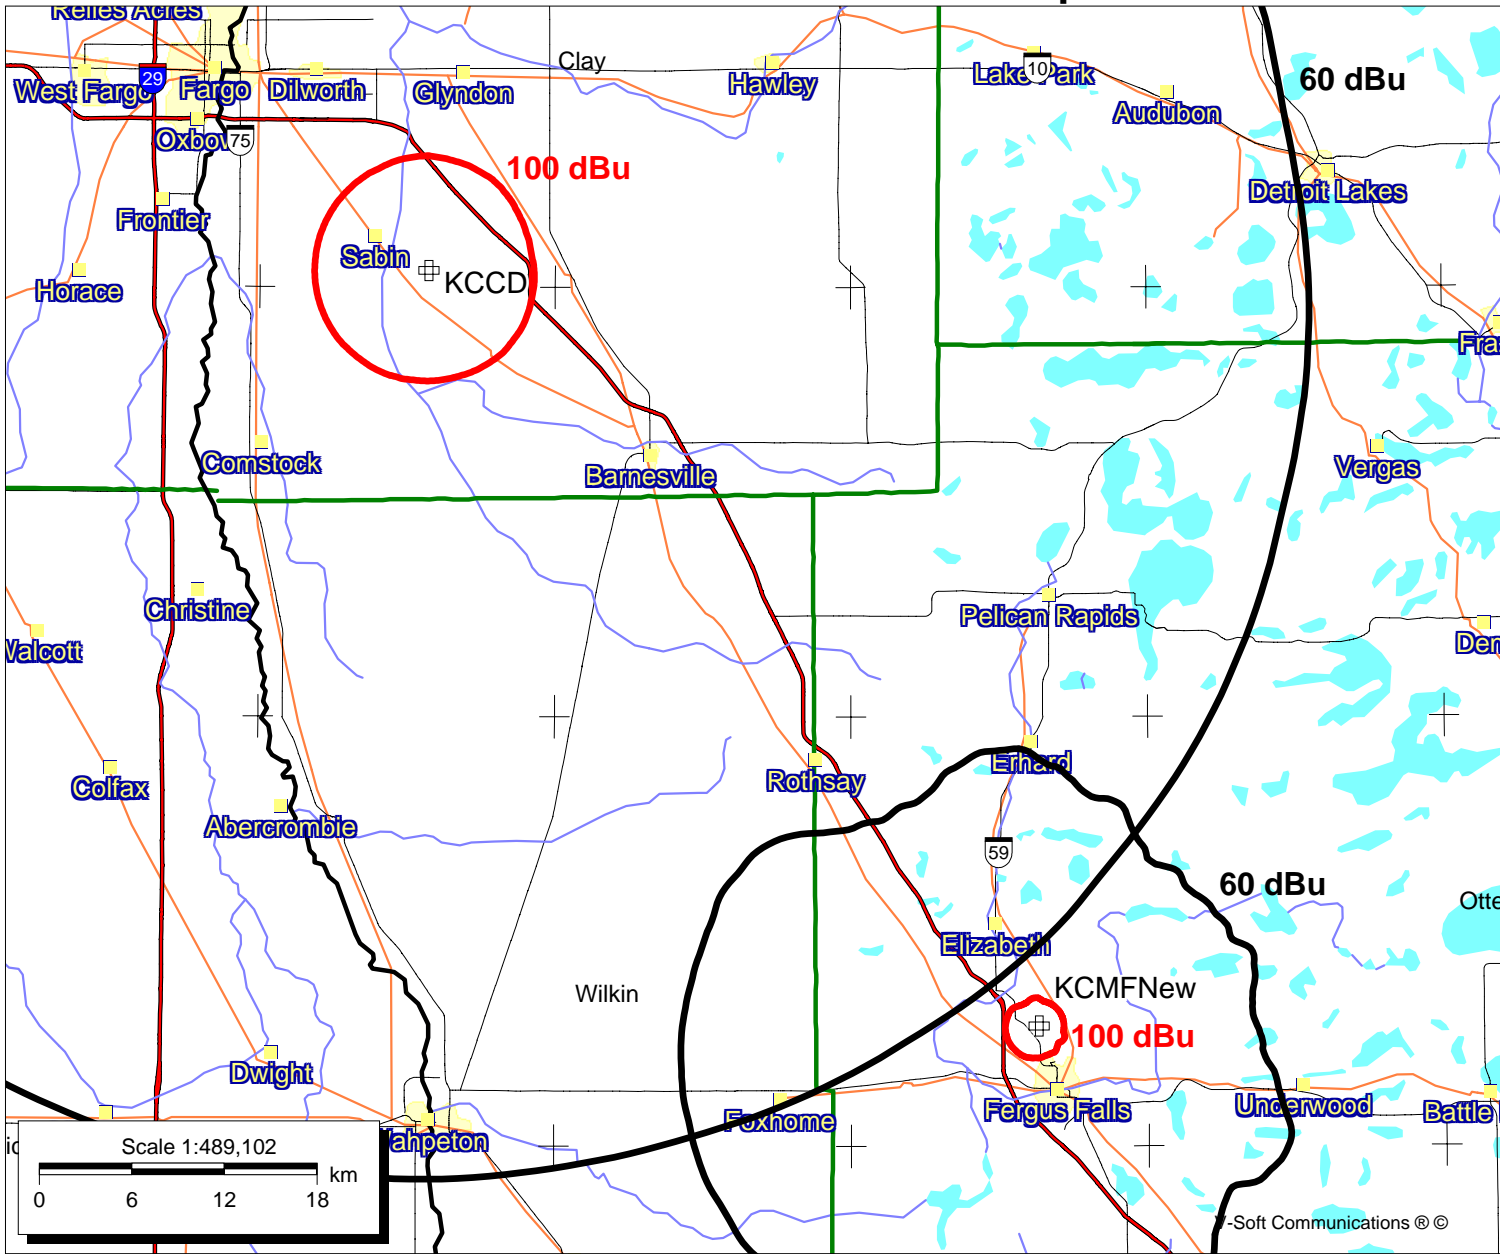 Reiles Acres
Clay
29
West Fargo
Fargo
Dilworth
Glyndon
Hawley
Lake Park
10
60 dBu
Audubon
Oxbow
75
100 dBu
Detroit Lakes
Frontier
Sabin
KCCD
Horace
Comstock
Barnesville
Vergas
Christine
Pelican Rapids
Walcott
Erhard
Rothsay
Colfax
Abercrombie
59
60 dBu
Elizabeth
KCMFNew
Wilkin
100 dBu
Dwight
Fergus Falls
Underwood
Battle
Foxhome
Wahpeton
Scale 1:489,102
km
0 6 12 18
V-Soft Communications ® ©